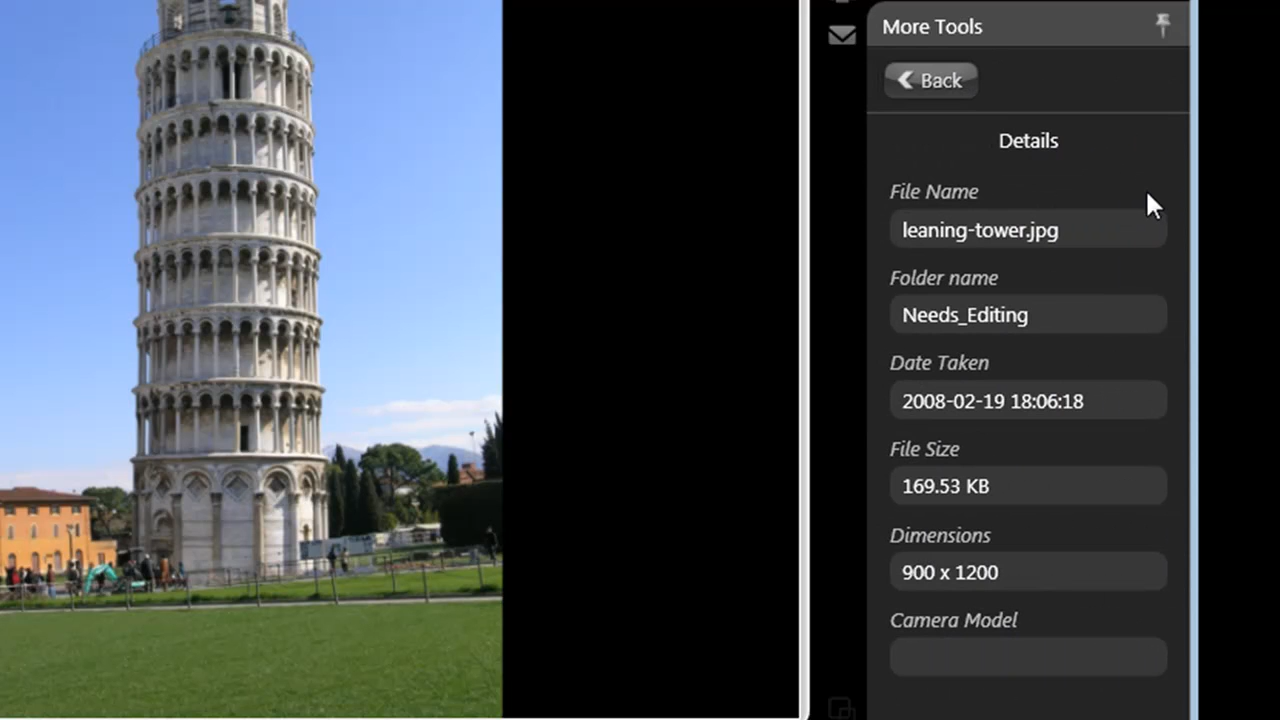 More Tools
Back
Details
File Name
leaning-tower.jpg
Folder name
Needs_Editing
Date Taken
2008-02-19 18:06:18
File Size
169.53 KB
Dimensions
900 x 1200
Camera Model